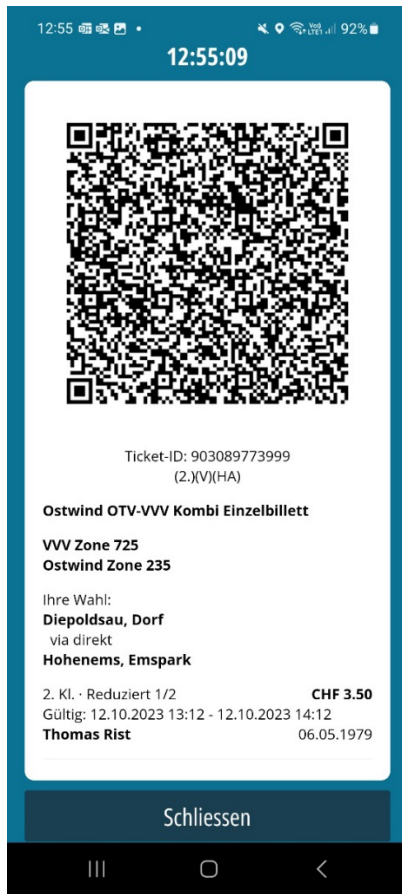 12:55
92%
12:55:09
Ticket-ID: 903089773999
(2.)(V)(HA)
Ostwind OTV-VVV Kombi Einzelbillett
VVV Zone 725
Ostwind Zone 235
Ihre Wahl:
Diepoldsau, Dorf
via direkt
Hohenems, Emspark
2. Kl. · Reduziert 1/2 CHF 3.50
Gültig: 12.10.2023 13:12 - 12.10.2023 14:12
Thomas Rist 06.05.1979
Schliessen